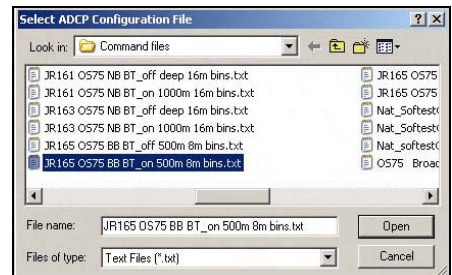 Select ADCP Configuration File
Look in: Command files
JR161 OS75 NB BT_off deep 16m bins.txt
JR161 OS75 NB BT_on 1000m 16m bins.txt
JR163 OS75 NB BT_off deep 16m bins.txt
JR163 OS75 NB BT_on 1000m 16m bins.txt
JR165 OS75 BB BT_off 500m 8m bins.txt
JR165 OS75 BB BT_on 500m 8m bins.txt
JR165 OS75
JR165 OS75
Nat_Softest
Nat_Softest
Nat_softest
OS75 Broad
File name: JR165 OS75 BB BT_on 500m 8m bins.txt Open
Files of type: Text Files (*.txt) Cancel